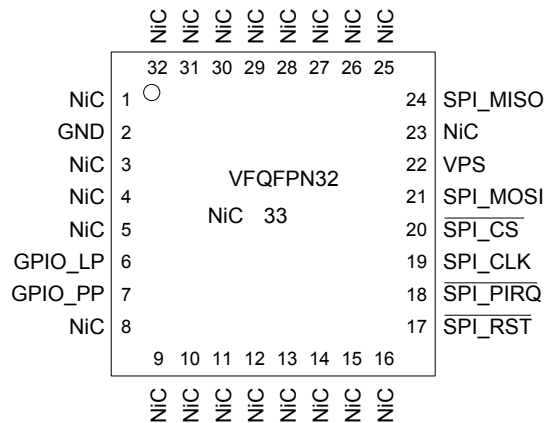 NiC NiC NiC NiC NiC NiC NiC NiC
32 31 30 29 28 27 26 25
NiC 1 24 SPI_MISO
GND 2 23 NiC
NiC 3 22 VPS
VFQFPN32
NiC 4 21 SPI_MOSI
NiC 33
NiC 5 20 SPI_CS
GPIO_LP 6 19 SPI_CLK
GPIO_PP 7 18 SPI_PIRQ
NiC 8 17 SPI_RST
9 10 11 12 13 14 15 16
NiC NiC NiC NiC NiC NiC NiC NiC